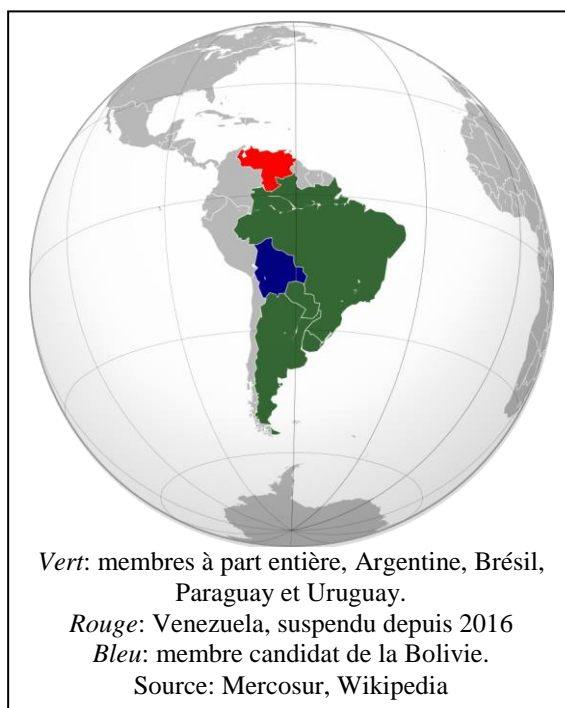 Vert: membres à part entière, Argentine, Brésil,
Paraguay et Uruguay.
Rouge: Venezuela, suspendu depuis 2016
Bleu: membre candidat de la Bolivie.
Source: Mercosur, Wikipedia